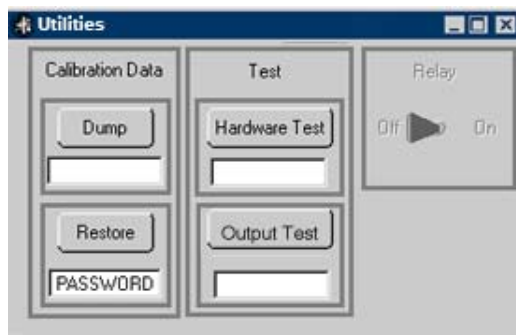 Utilities
Calibration Data
Test
Relay
Dump
Hardware Test
Off
On
Restore
Output Test
PASSWORD